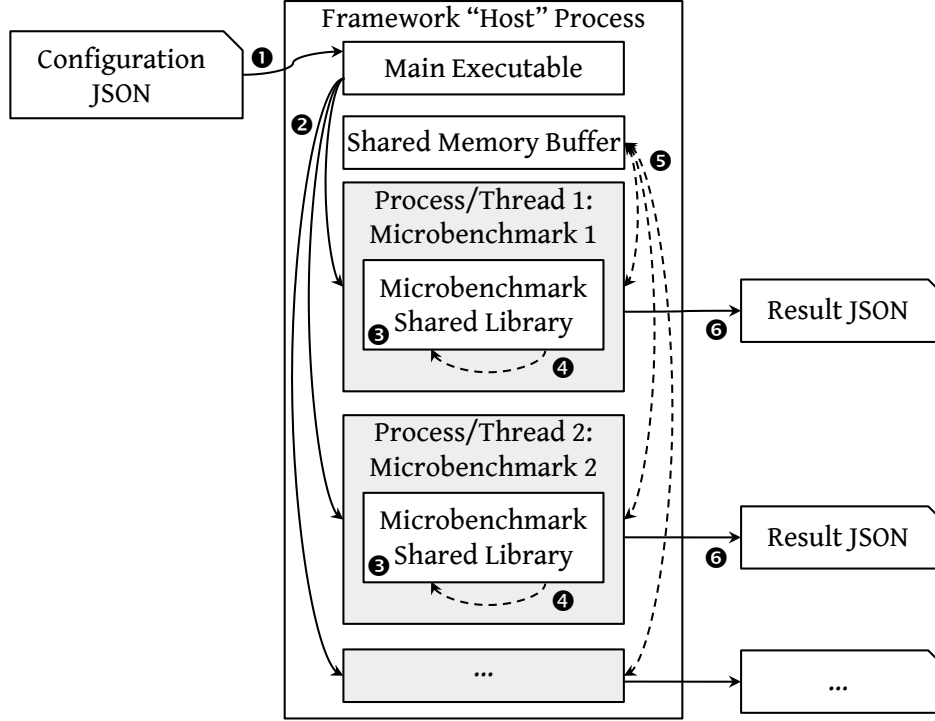 Framework “Host” Process
Configuration
JSON
❶
Main Executable
❷
Shared Memory Buffer
❺
Process/Thread 1:
Microbenchmark 1
Microbenchmark
Shared Library
❸
❹
❻
Result JSON
Process/Thread 2:
Microbenchmark 2
Microbenchmark
Shared Library
❸
❹
❻
Result JSON
...
...